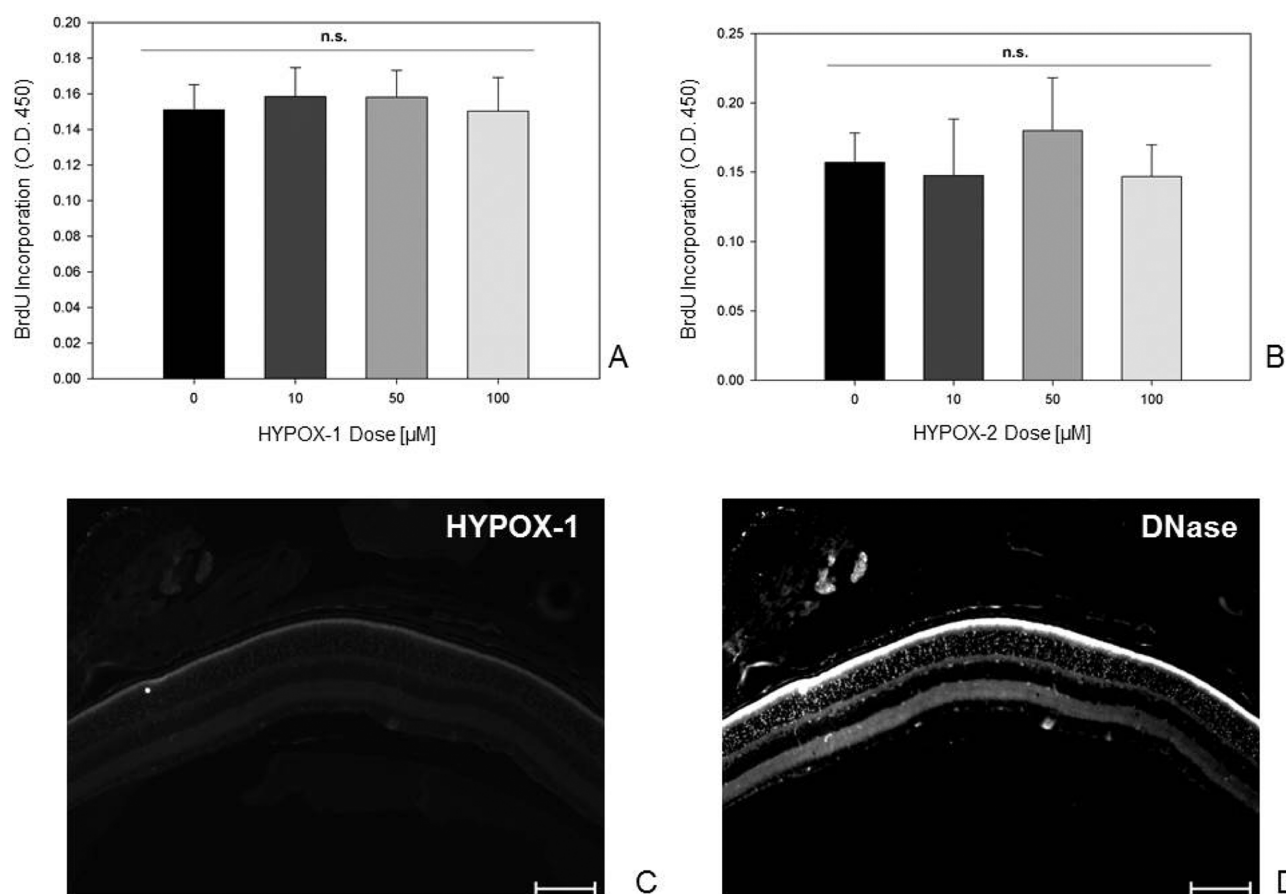 0.20
0.18
0.16
0.14
0.12
0.10
0.08
0.06
0.04
0.02
0.00
BrdU Incorporation (O.D. 450)
n.s.
0
10
50
100
HYPOX-1 Dose [µM]
A
0.25
0.20
0.15
0.10
0.05
0.00
BrdU Incorporation (O.D. 450)
n.s.
0
10
50
100
HYPOX-2 Dose [µM]
B
HYPOX-1
C
DNase
D